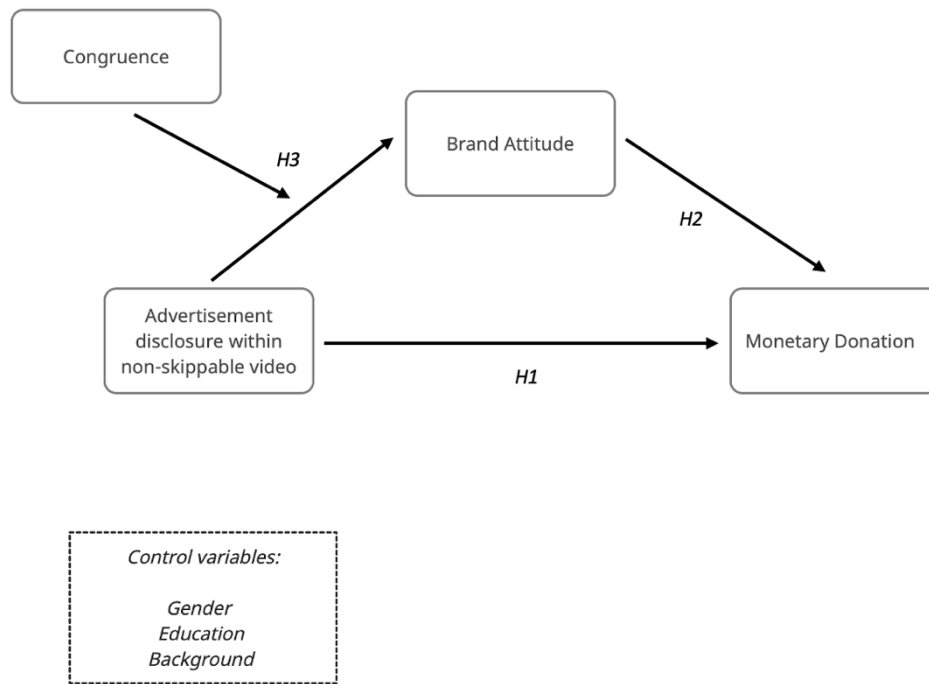 Congruence
H3
Brand Attitude
H2
Advertisement
disclosure within
non-skippable video
Monetary Donation
H1
Control variables:
Gender
Education
Background